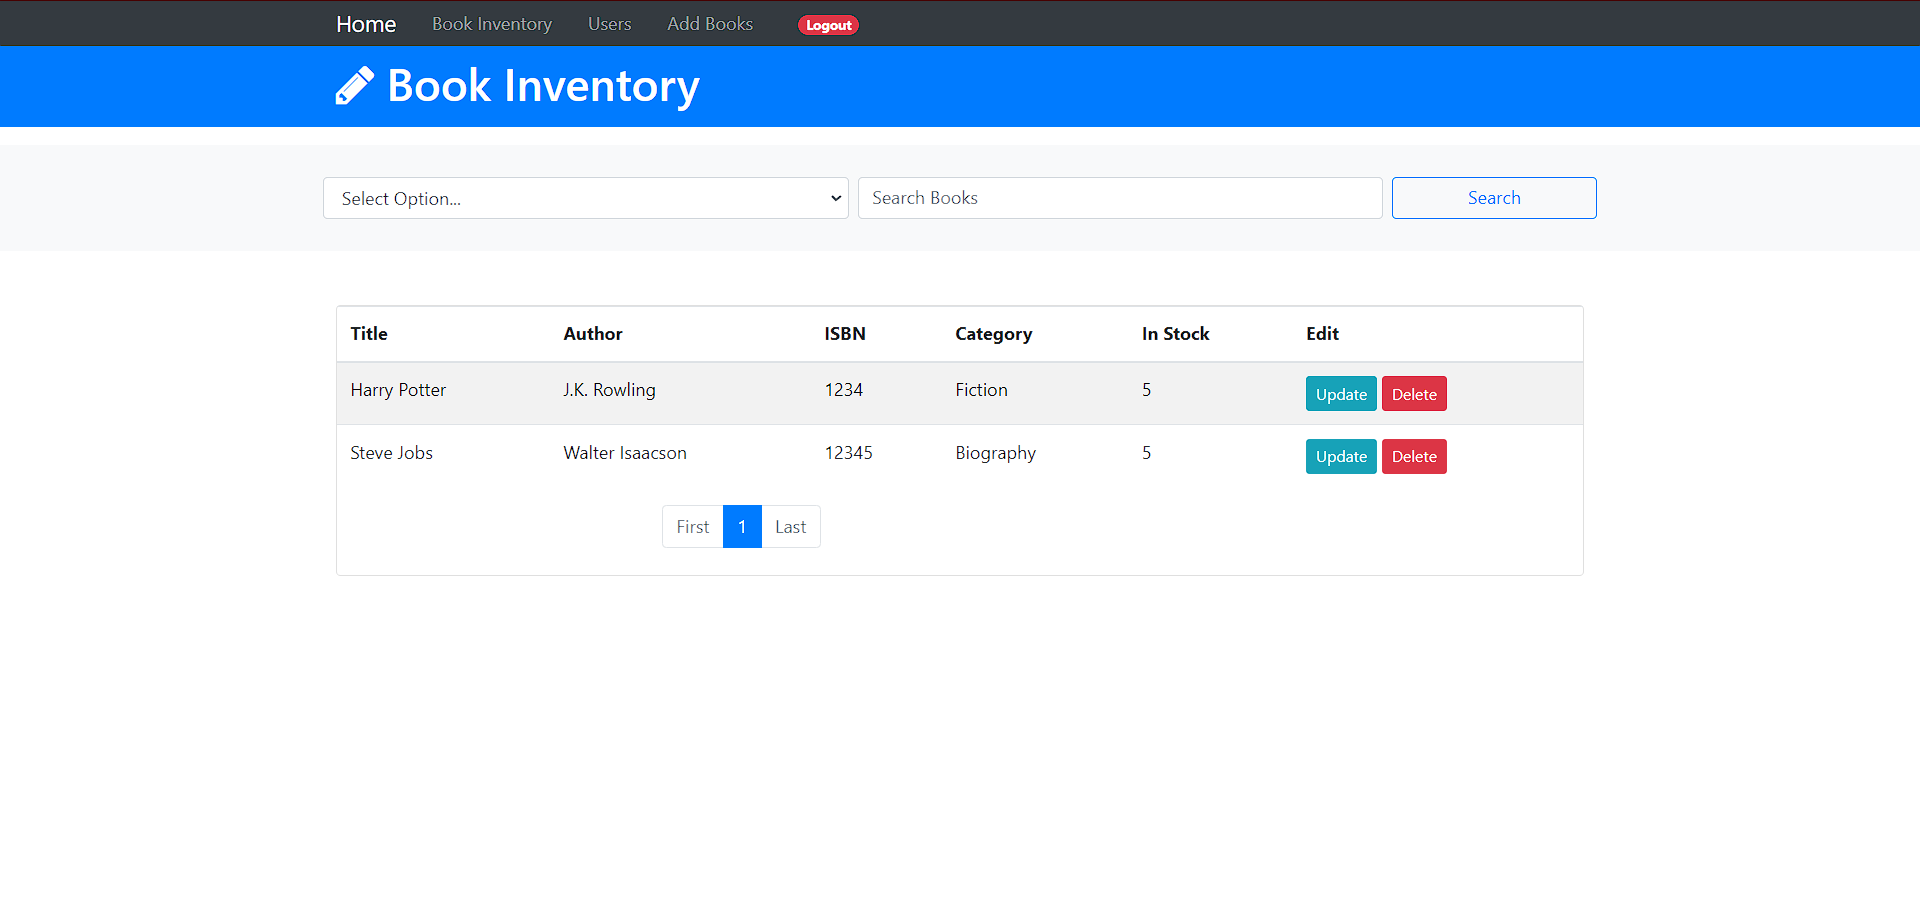 Home Book Inventory Users Add Books Logout
Book Inventory
Select Option... Search Books Search
Title Author ISBN Category In Stock Edit
Harry Potter J.K. Rowling 1234 Fiction 5 Update Delete
Steve Jobs Walter Isaacson 12345 Biography 5 Update Delete
First 1 Last